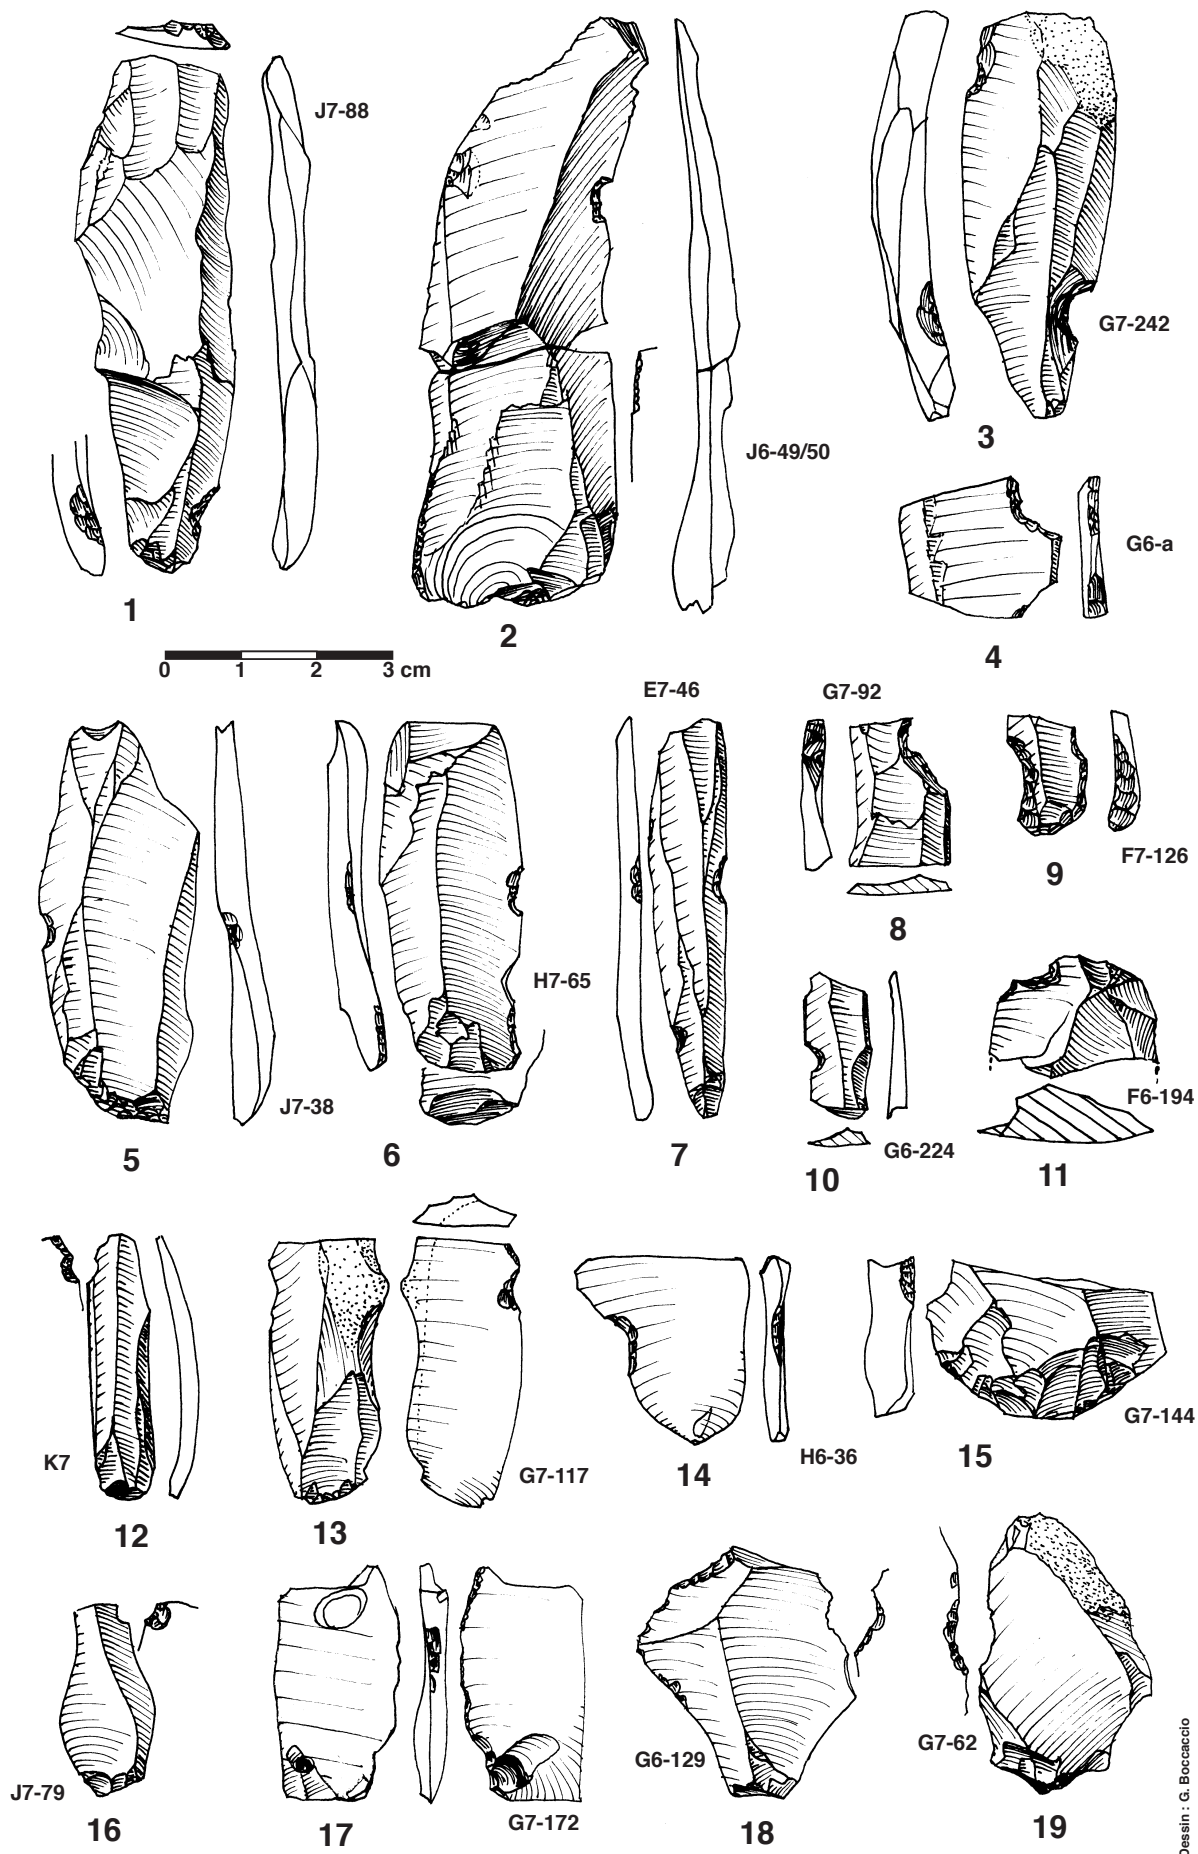 J7-88
J6-49/50
G7-242
3
G6-a
1
2
4
0 1 2 3 cm
E7-46
G7-92
F7-126
9
8
H7-65
J7-38
F6-194
G6-224
5
6
7
10
11
K7
G7-117
H6-36
G7-144
12
13
14
15
G6-129
G7-62
J7-79
G7-172
16
17
18
19
Dessin : G. Boccaccio